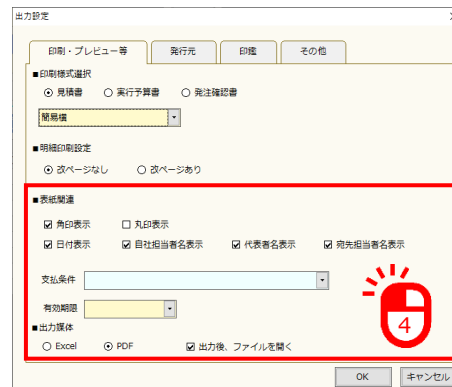 出力設定
印刷・プレビュー等 発行元 印鑑 その他
■印刷様式選択
見積書 実行予算書 発注確認書
簡易横
■明細印刷設定
改ページなし 改ページあり
■表紙関連
角印表示 丸印表示
日付表示 自社担当者名表示 代表者名表示 宛先担当者名表示
支払条件
有効期限
■出力媒体
Excel PDF 出力後、ファイルを開く
4
OK キャンセル